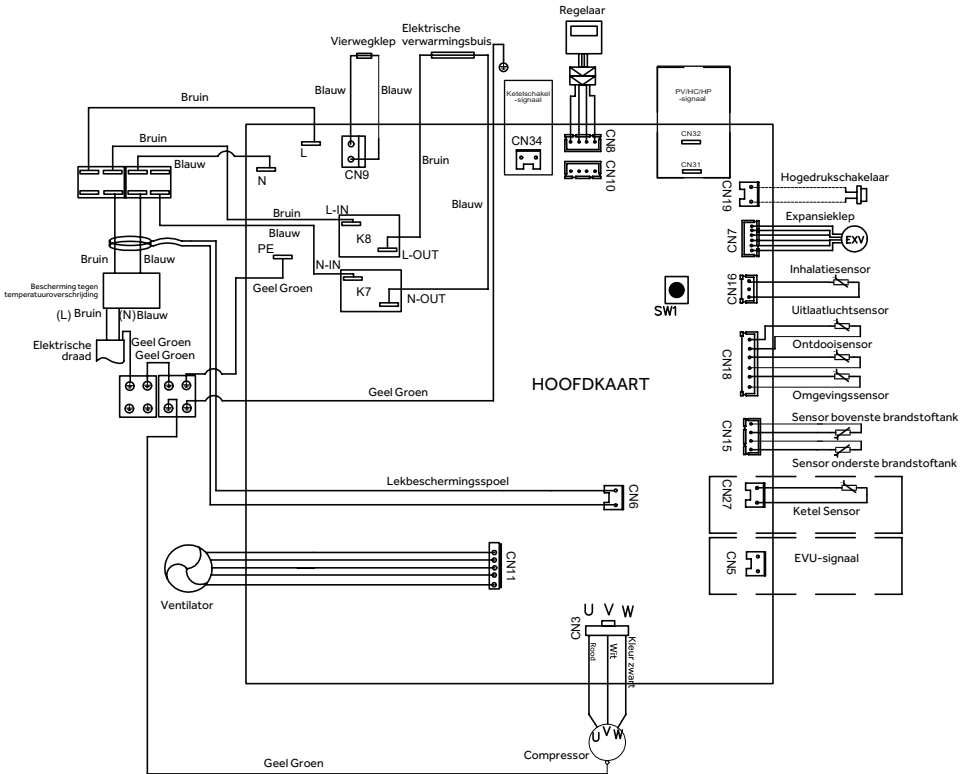 Regelaar
Elektrische
Vierwegklep verwarmingsbuis
Blauw
Blauw
Bruin
Ketelschakel
-signaal
PV/HC/HP
-signaal
Bruin
Blauw
L
N
CN9
Bruin
Blauw
CN34
CN8
CN10
CN32
CN31
Hogedrukschakelaar
CN19
Expansieklep
CN7
EXV
Bruin
L-IN
Blauw
K8
L-OUT
PE
N-IN
Geel Groen
K7
N-OUT
Bruin
Blauw
Bescherming tegen
temperatuuroverschrijding
(L) Bruin
(N)Blauw
Elektrische
draad
Geel Groen
Geel Groen
Inhalatiesensor
CN16
SW1
Uitlaatluchtsensor
Ontdooisensor
CN18
Omgevingssensor
HOOFDKAART
Geel Groen
Sensor bovenste brandstoftank
CN15
Sensor onderste brandstoftank
Lekbeschermingsspoel
CN6
CN27
Ketel Sensor
CN5
EVU-signaal
CN11
Ventilator
U V W
CN3
Rood
Wit
Kleur zwart
U V W
Compressor
Geel Groen